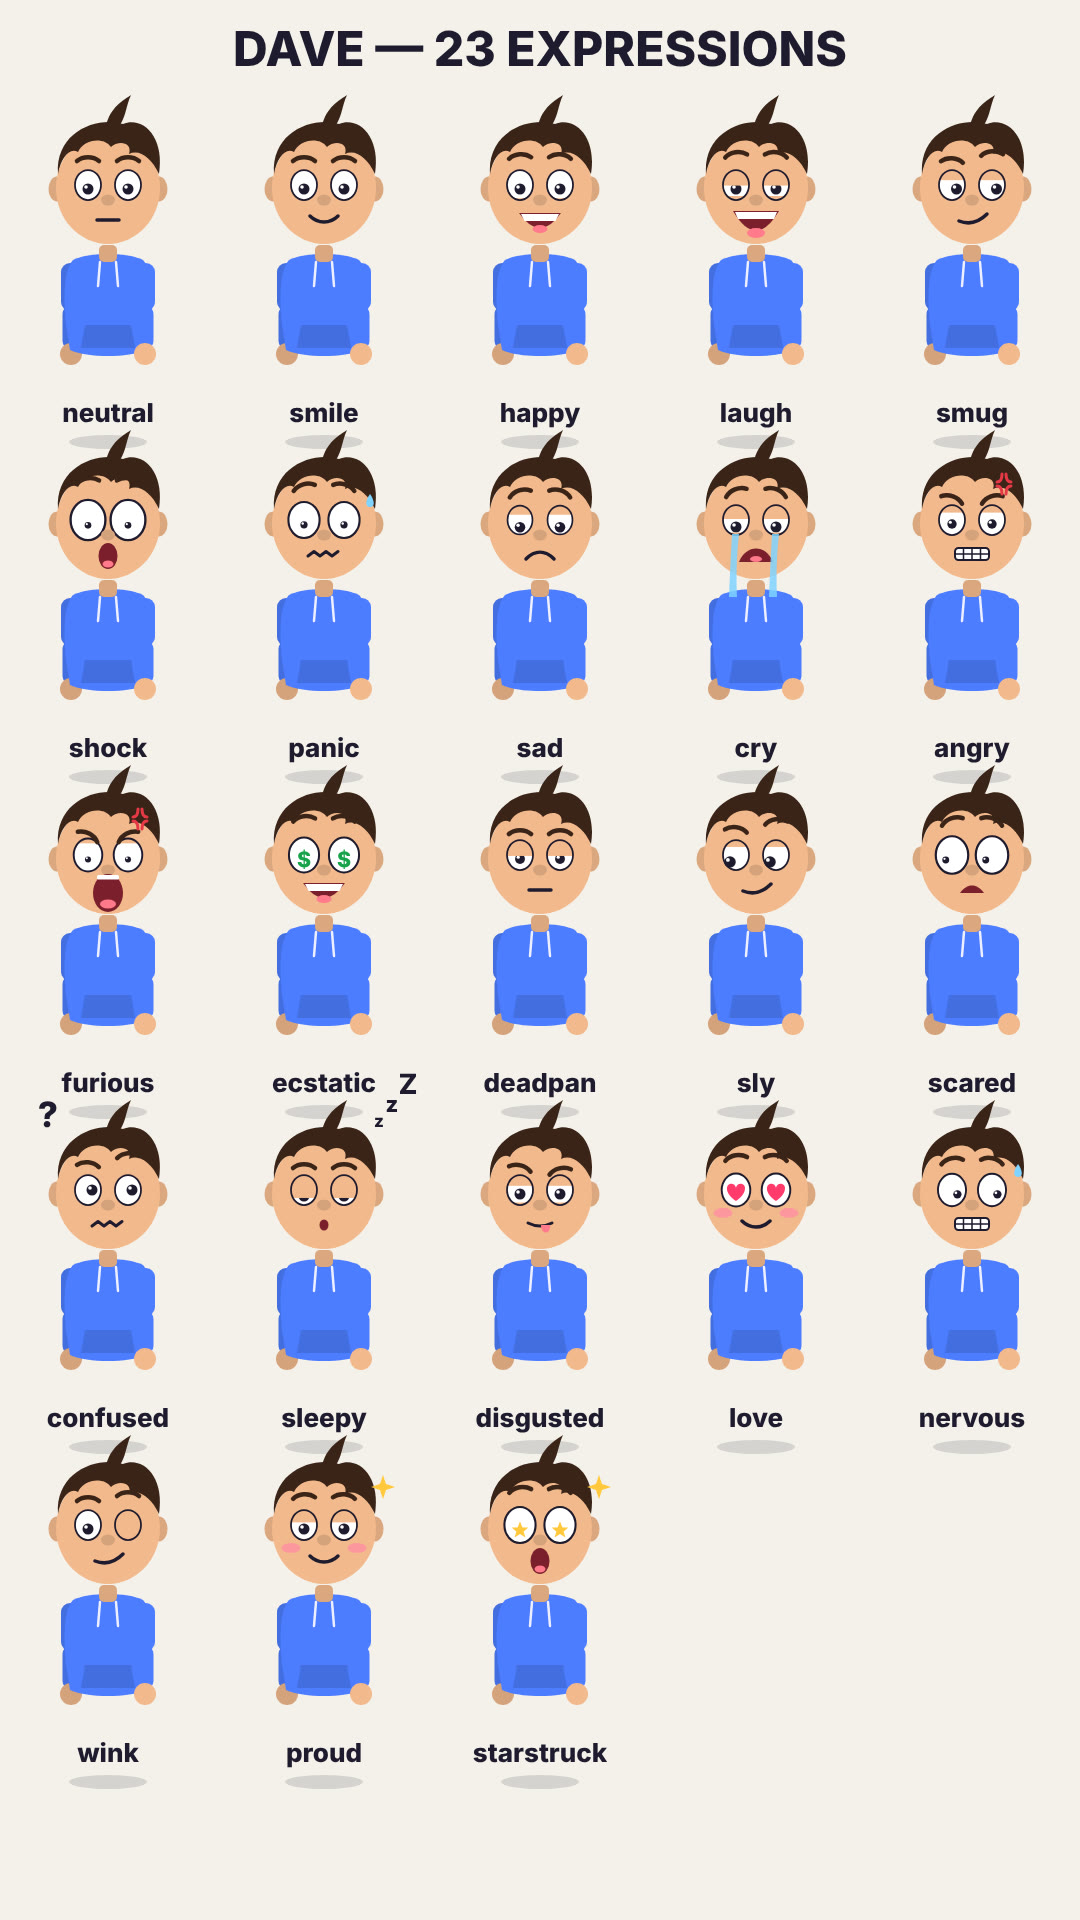 DAVE — 23 EXPRESSIONS
neutral smile happy laugh smug
shock panic sad cry angry
$ $
furious ecstatic deadpan sly scared
? z z Z
confused sleepy disgusted love nervous
wink proud starstruck